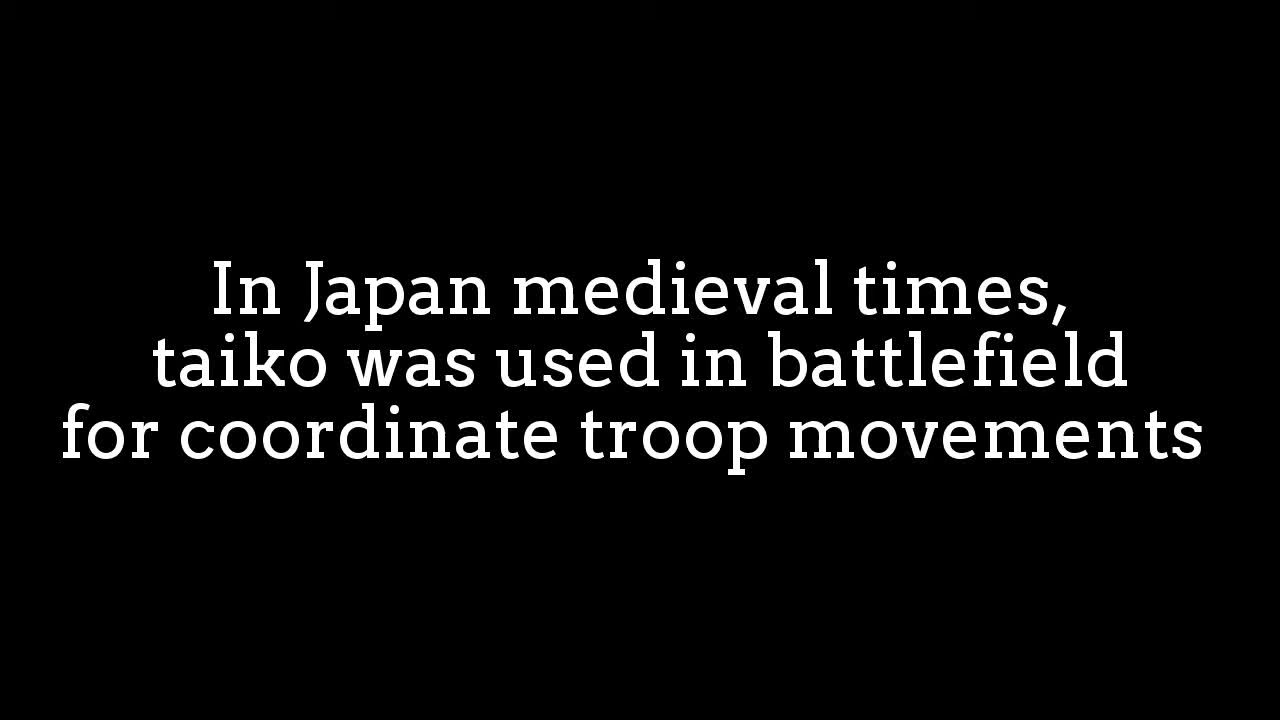 In Japan medieval times,
taiko was used in battlefield
for coordinate troop movements